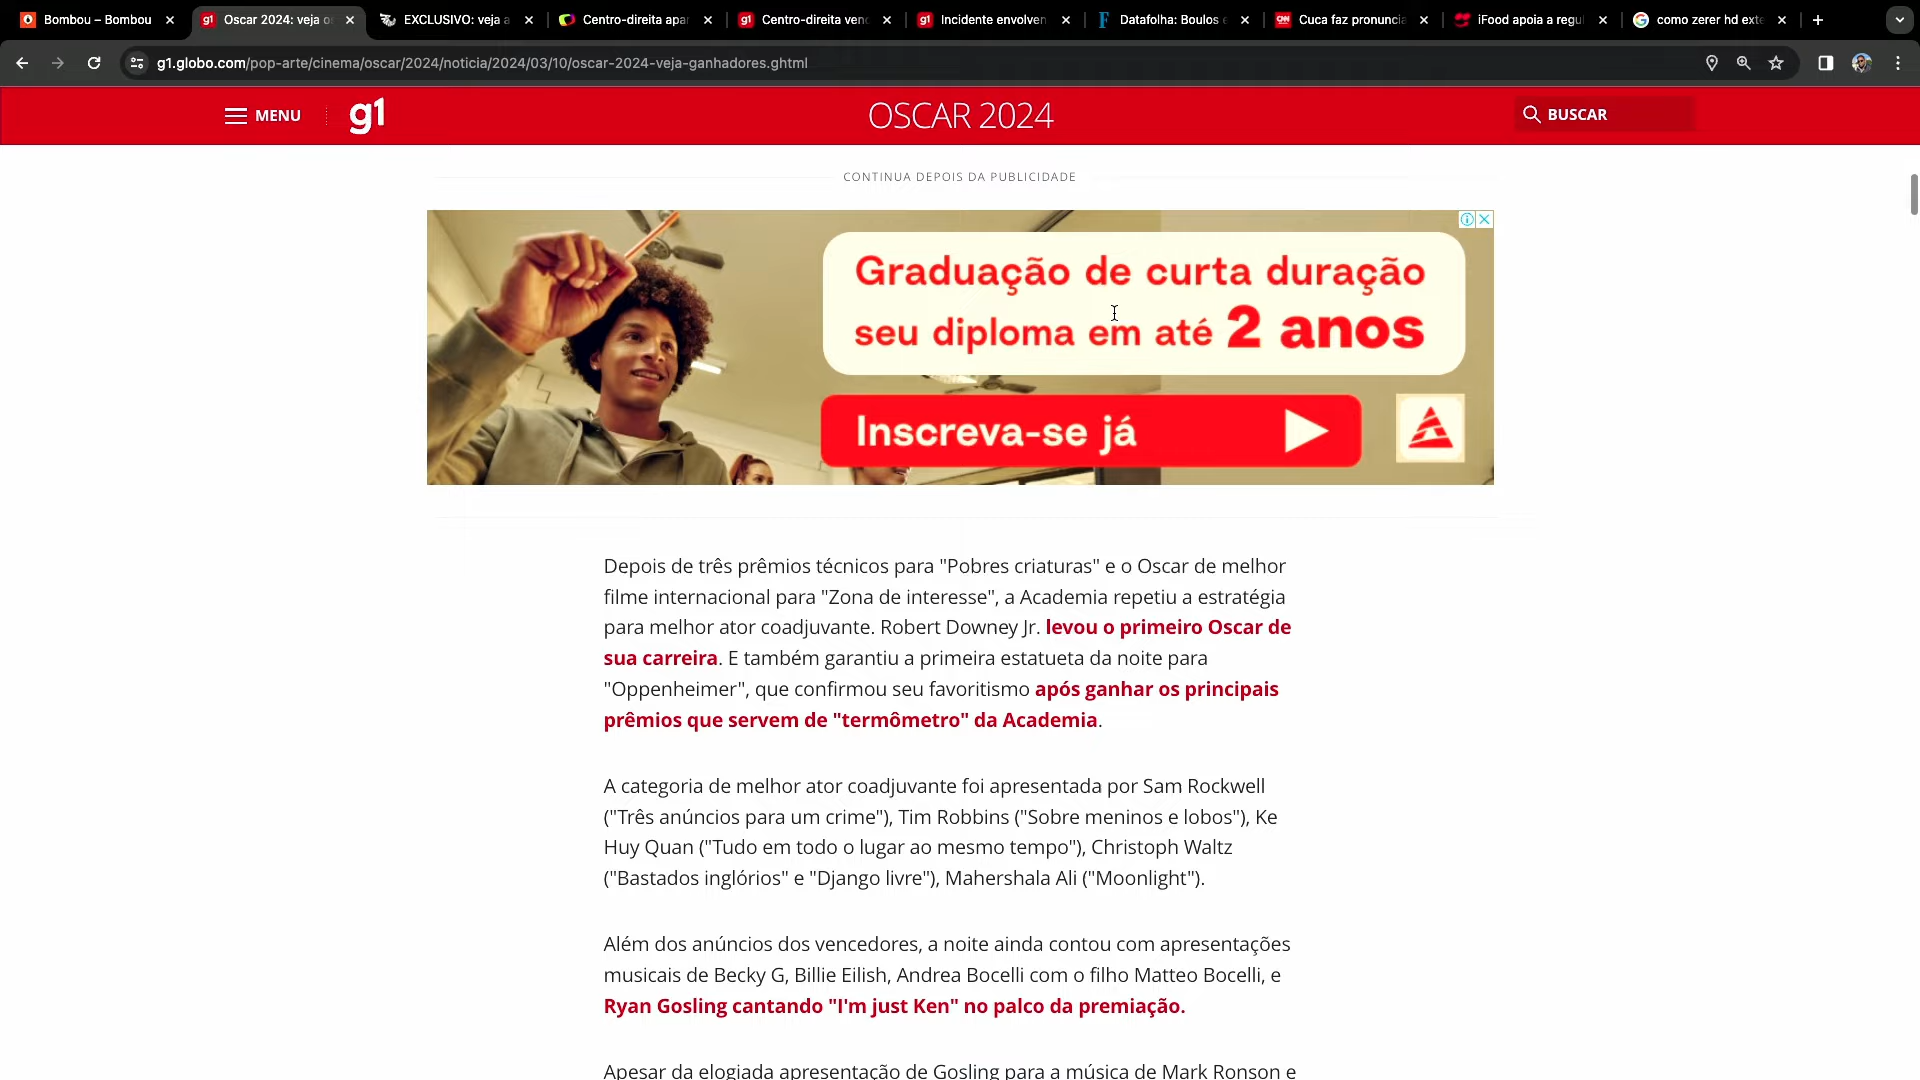 Bombou – Bombou
Oscar 2024: veja o
EXCLUSIVO: veja a
Centro-direita apar
Centro-direita venc
Incidente envolven
Datafolha: Boulos e
Cuca faz pronuncia
iFood apoia a regul
como zerer hd exte
g1.globo.com/pop-arte/cinema/oscar/2024/noticia/2024/03/10/oscar-2024-veja-ganhadores.ghtml
MENU
g1
OSCAR 2024
BUSCAR
CONTINUA DEPOIS DA PUBLICIDADE
Graduação de curta duração
seu diploma em até 2 anos
Inscreva-se já
Depois de três prêmios técnicos para "Pobres criaturas" e o Oscar de melhor
filme internacional para "Zona de interesse", a Academia repetiu a estratégia
para melhor ator coadjuvante. Robert Downey Jr. levou o primeiro Oscar de
sua carreira. E também garantiu a primeira estatueta da noite para
"Oppenheimer", que confirmou seu favoritismo após ganhar os principais
prêmios que servem de "termômetro" da Academia.
A categoria de melhor ator coadjuvante foi apresentada por Sam Rockwell
("Três anúncios para um crime"), Tim Robbins ("Sobre meninos e lobos"), Ke
Huy Quan ("Tudo em todo o lugar ao mesmo tempo"), Christoph Waltz
("Bastados inglórios" e "Django livre"), Mahershala Ali ("Moonlight").
Além dos anúncios dos vencedores, a noite ainda contou com apresentações
musicais de Becky G, Billie Eilish, Andrea Bocelli com o filho Matteo Bocelli, e
Ryan Gosling cantando "I'm just Ken" no palco da premiação.
Apesar da elogiada apresentação de Gosling para a música de Mark Ronson e